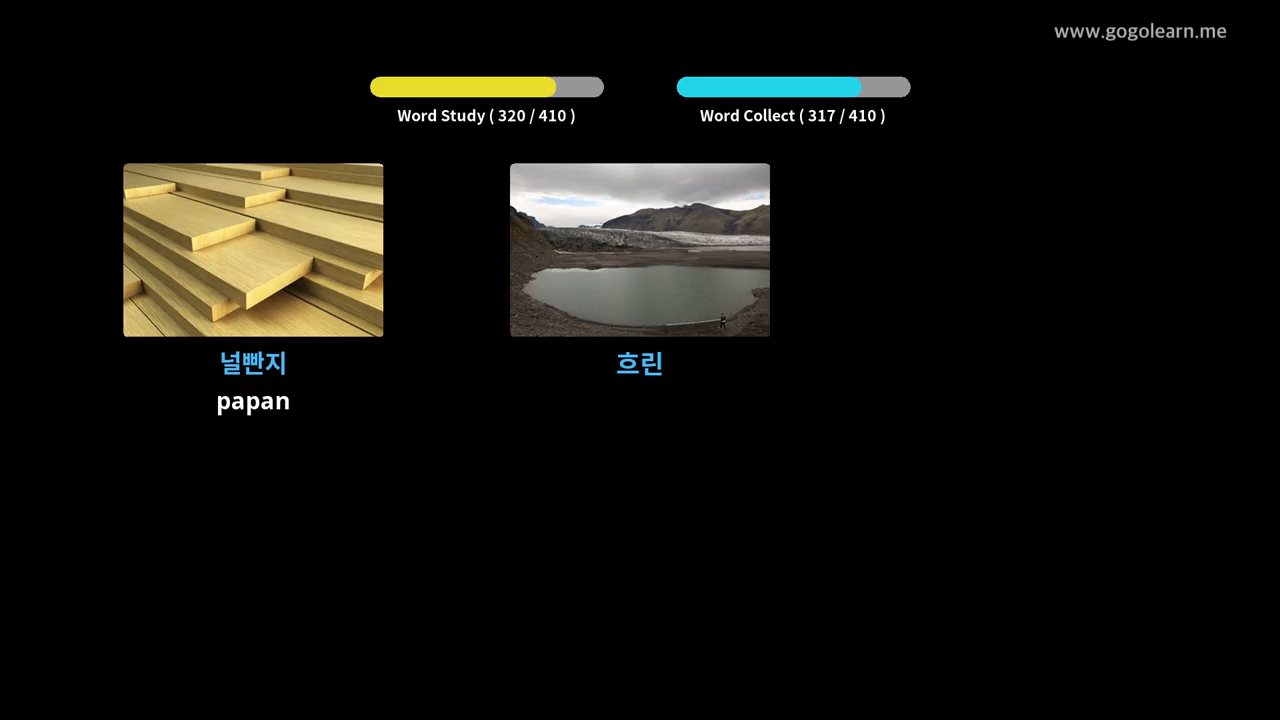 www.gogolearn.me
Word Study ( 320 / 410 )
Word Collect ( 317 / 410 )
널빤지
papan
흐린